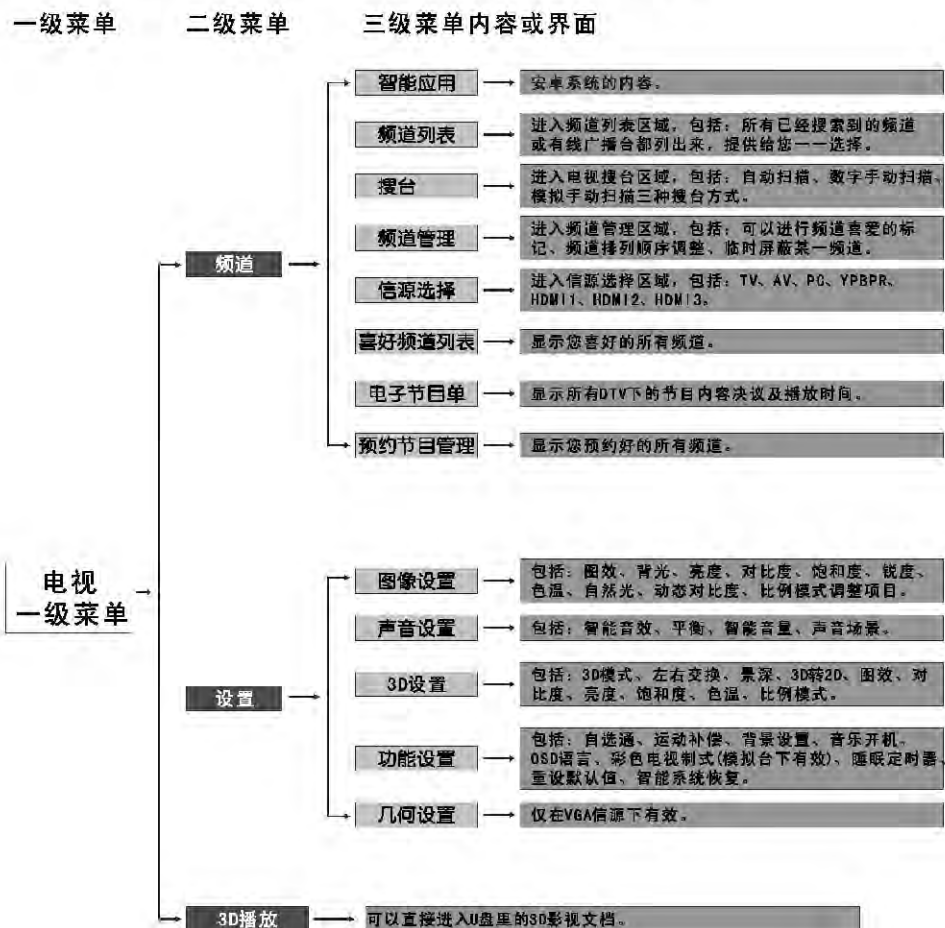 一级菜单
二级菜单
三级菜单内容或界面
智能应用
安卓系统的内容。
频道列表
进入频道列表区域，包括：所有已经搜索到的频道
或有线广播台都列出来，提供给您一一选择。
搜台
进入电视搜台区域，包括：自动扫描、数字手动扫描、
模拟手动扫描三种搜台方式。
频道管理
进入频道管理区域，包括：可以进行频道喜爱的标
记、频道排列顺序调整、临时屏蔽某一频道。
频道
信源选择
进入信源选择区域，包括：TV、AV、PC、YPBPR、
HDMI1、HDMI2、HDMI3。
喜好频道列表
显示您喜好的所有频道。
电子节目单
显示所有DTV下的节目内容决议及播放时间。
预约节目管理
显示您预约好的所有频道。
电视
一级菜单
图像设置
包括：图效、背光、亮度、对比度、饱和度、锐度、
色温、自然光、动态对比度、比例模式调整项目。
声音设置
包括：智能音效、平衡、智能音量、声音场景。
设置
3D设置
包括：3D模式、左右交换、景深、3D转2D、图效、对
比度、亮度、饱和度、色温、比例模式。
功能设置
包括：自选通、运动补偿、背景设置、音乐开机、
OSD语言、彩色电视制式(模拟台下有效)、睡眠定时器、
重设默认值、智能系统恢复。
几何设置
仅在VGA信源下有效。
3D播放
可以直接进入U盘里的3D影视文档。